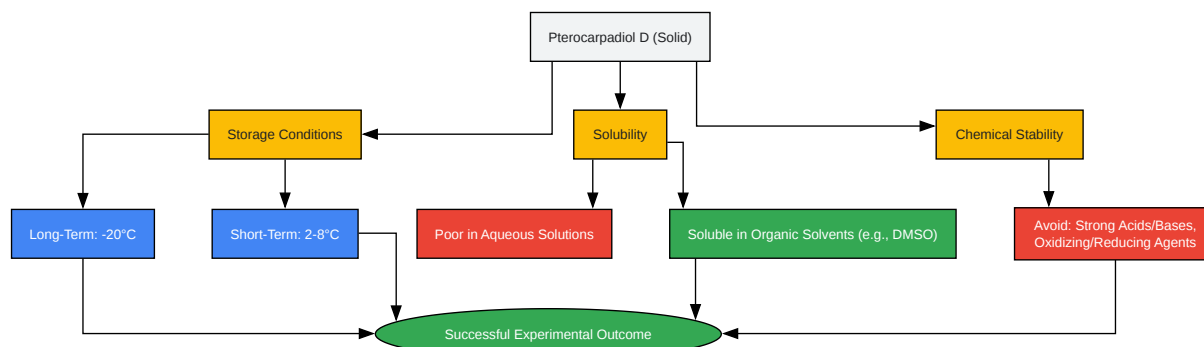 Pterocarpadiol D (Solid)
Storage Conditions
Solubility
Chemical Stability
Long-Term: -20°C
Short-Term: 2-8°C
Poor in Aqueous Solutions
Soluble in Organic Solvents (e.g., DMSO)
Avoid: Strong Acids/Bases,
Oxidizing/Reducing Agents
Successful Experimental Outcome